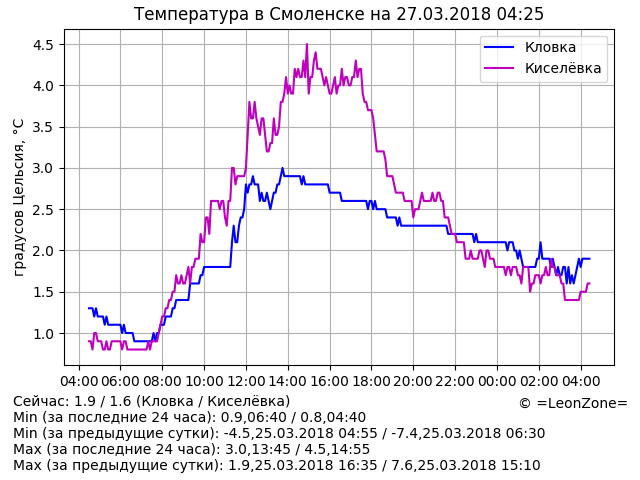 Температура в Смоленске на 27.03.2018 04:25
градусов Цельсия, °C
4.5
4.0
3.5
3.0
2.5
2.0
1.5
1.0
Кловка
Киселёвка
04:00 06:00 08:00 10:00 12:00 14:00 16:00 18:00 20:00 22:00 00:00 02:00 04:00
Сейчас: 1.9 / 1.6 (Кловка / Киселёвка)
© =LeonZone=
Min (за последние 24 часа): 0.9,06:40 / 0.8,04:40
Min (за предыдущие сутки): -4.5,25.03.2018 04:55 / -7.4,25.03.2018 06:30
Max (за последние 24 часа): 3.0,13:45 / 4.5,14:55
Max (за предыдущие сутки): 1.9,25.03.2018 16:35 / 7.6,25.03.2018 15:10